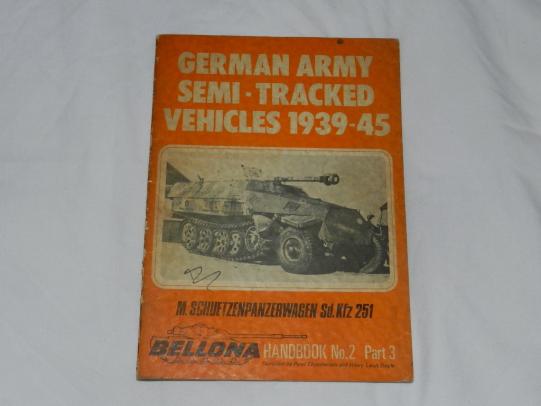 GERMAN ARMY
SEMI-TRACKED
VEHICLES 1939-45
M. SCHUETZENPANZERWAGEN Sd.Kfz 251
BELLONA HANDBOOK No.2 Part 3